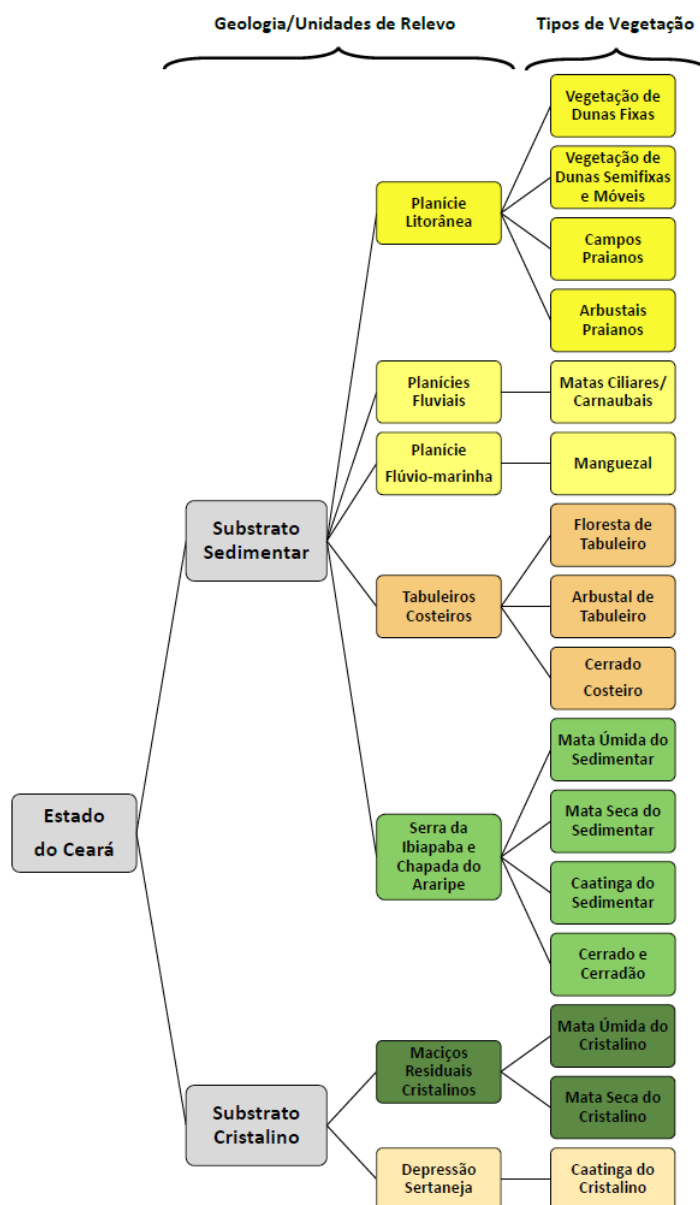 Geologia/Unidades de Relevo
Tipos de Vegetação
Estado
do Ceará
Substrato
Sedimentar
Planície
Litorânea
Vegetação de
Dunas Fixas
Vegetação de
Dunas Semifixas
e Móveis
Campos
Praianos
Arbustais
Praianos
Planícies
Fluviais
Matas Ciliares/
Carnaubais
Planície
Flúvio-marinha
Manguezal
Tabuleiros
Costeiros
Floresta de
Tabuleiro
Arbustal de
Tabuleiro
Cerrado
Costeiro
Serra da
Ibiapaba e
Chapada do
Araripe
Mata Úmida do
Sedimentar
Mata Seca do
Sedimentar
Caatinga do
Sedimentar
Cerrado e
Cerradão
Substrato
Cristalino
Maciços
Residuais
Cristalinos
Mata Úmida do
Cristalino
Mata Seca do
Cristalino
Depressão
Sertaneja
Caatinga do
Cristalino